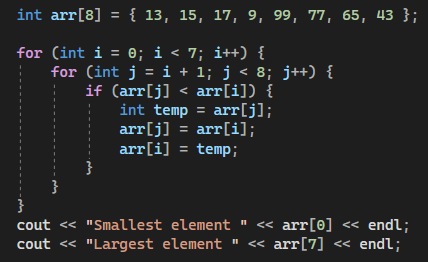 int arr[8] = { 13, 15, 17, 9, 99, 77, 65, 43 };
for (int i = 0; i < 7; i++) {
for (int j = i + 1; j < 8; j++) {
if (arr[j] < arr[i]) {
int temp = arr[j];
arr[j] = arr[i];
arr[i] = temp;
}
}
}
cout << "Smallest element " << arr[0] << endl;
cout << "Largest element " << arr[7] << endl;